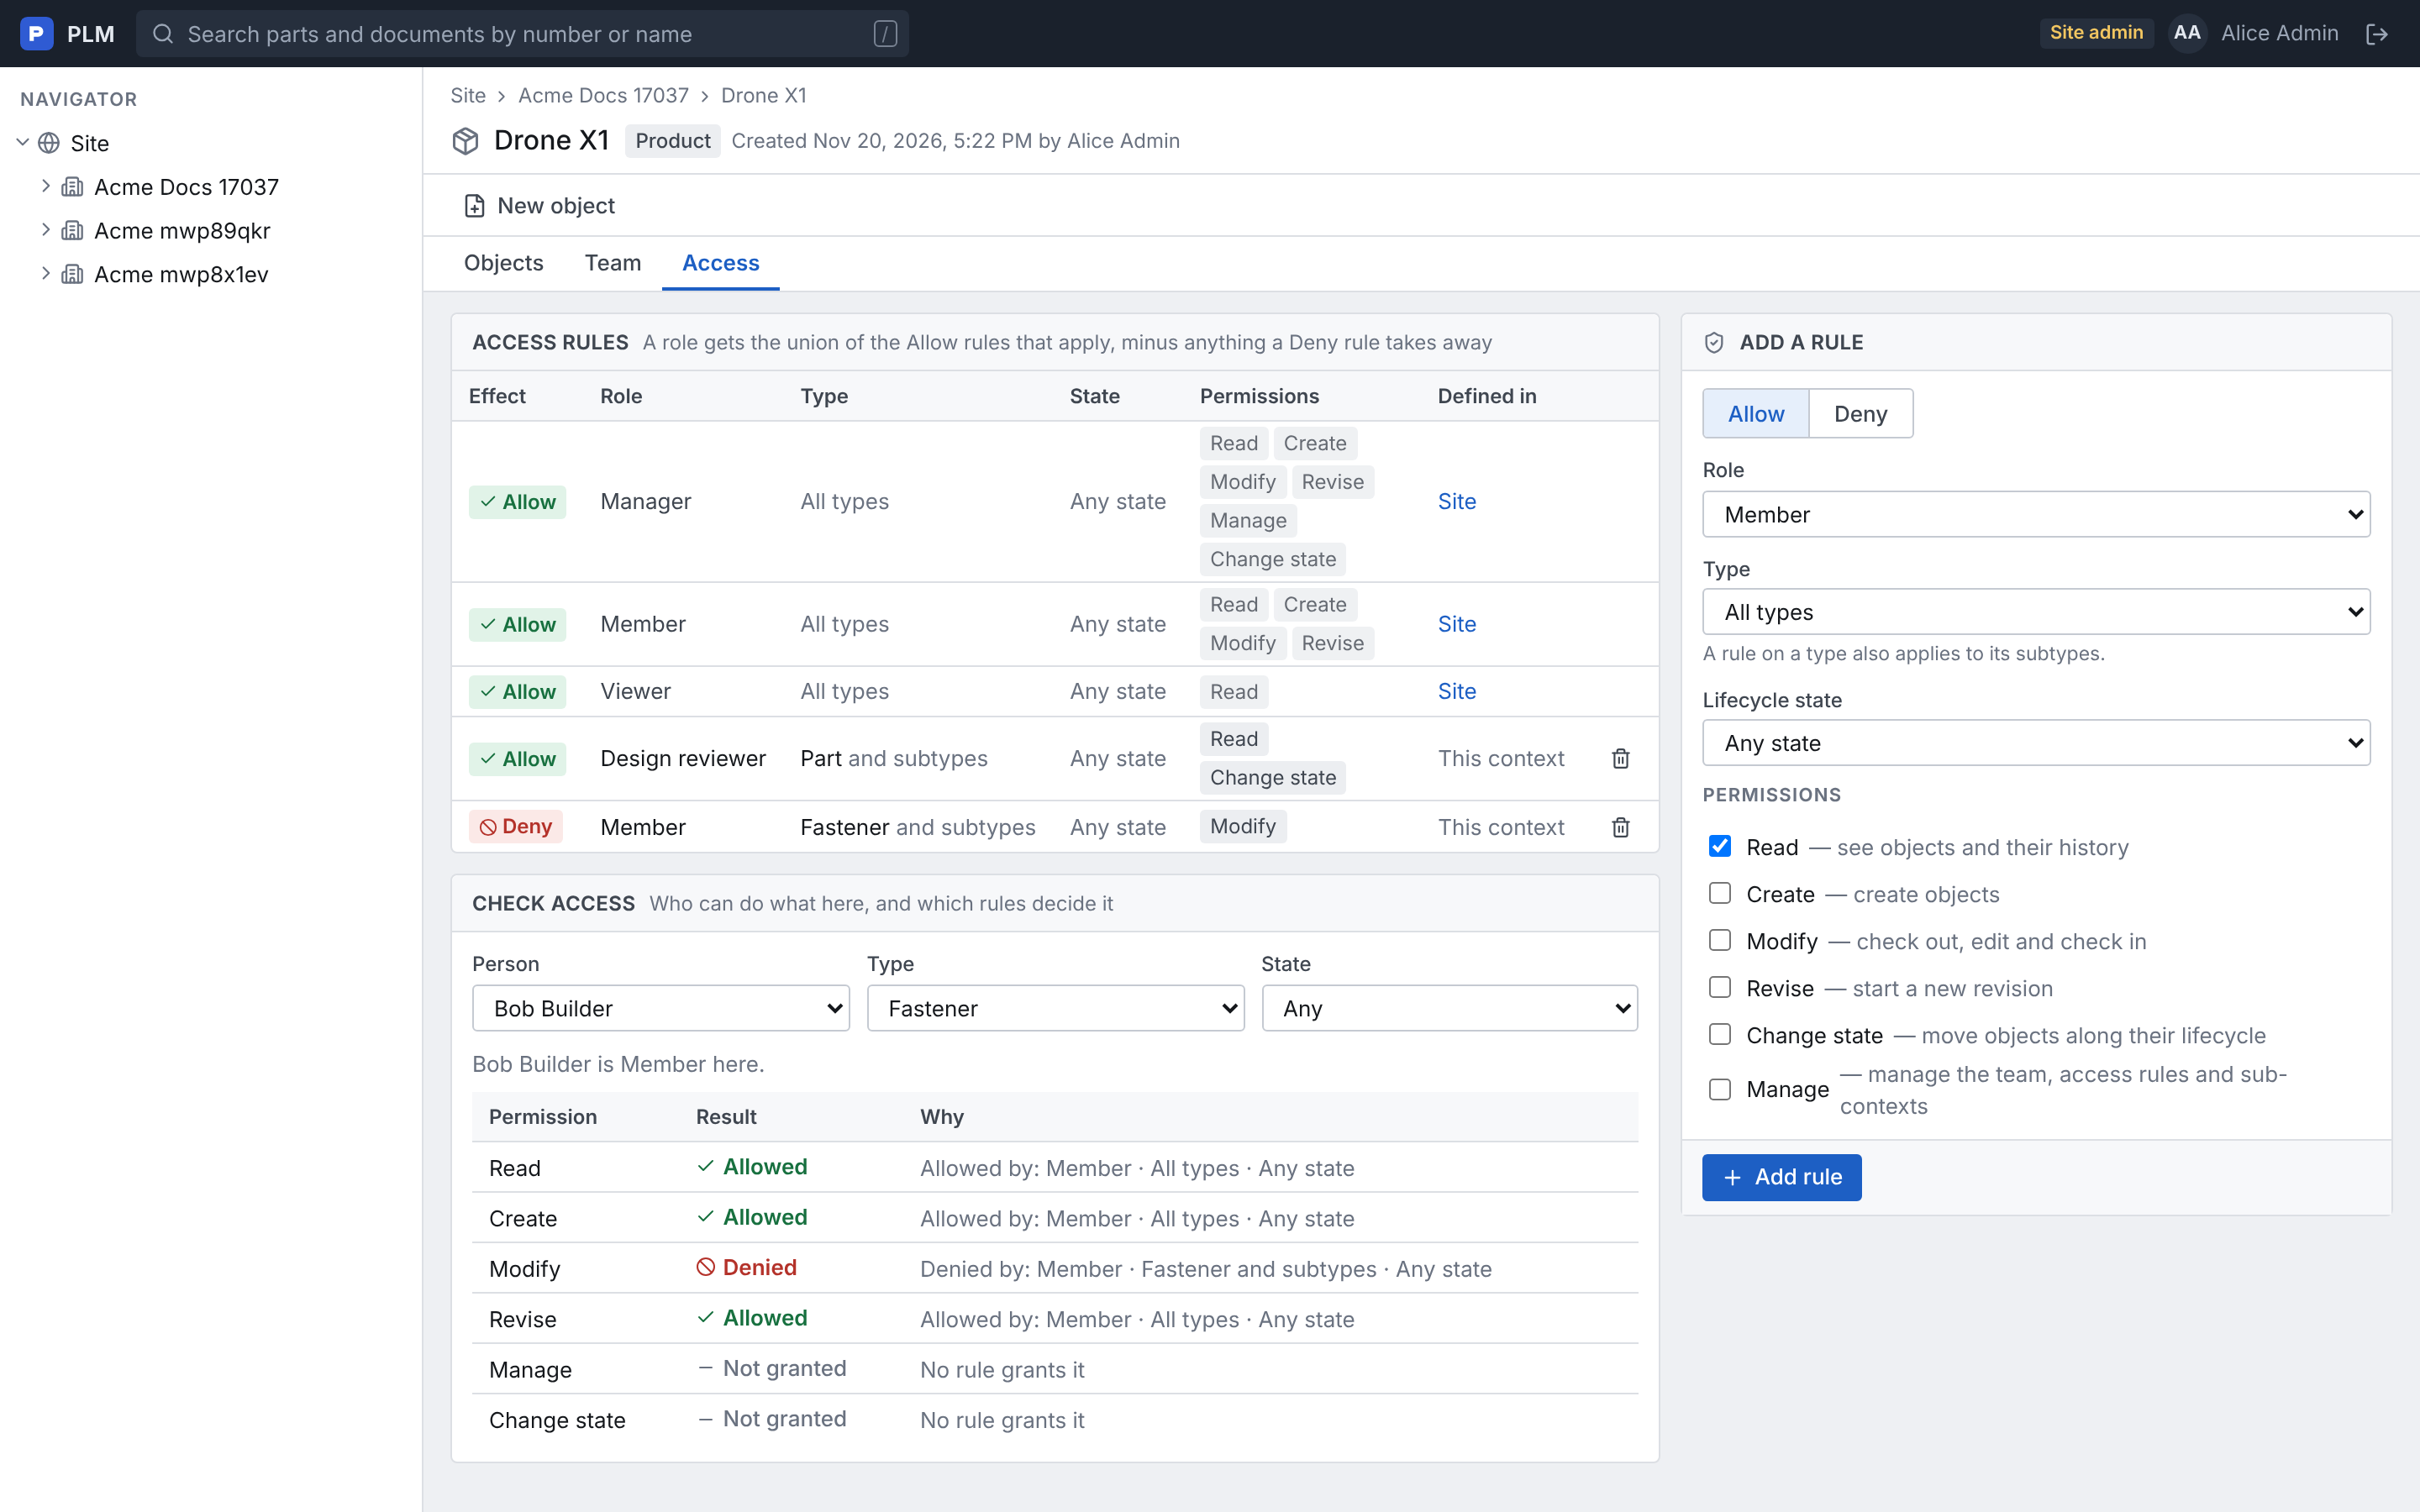 P PLM
Search parts and documents by number or name /
Site admin AA Alice Admin
NAVIGATOR
Site
Acme Docs 17037
Acme mwp89qkr
Acme mwp8x1ev
Site › Acme Docs 17037 › Drone X1
Drone X1 Product Created Nov 20, 2026, 5:22 PM by Alice Admin
New object
Objects Team Access
ACCESS RULES A role gets the union of the Allow rules that apply, minus anything a Deny rule takes away
Effect Role Type State Permissions Defined in
Allow Manager All types Any state Read Create
Modify Revise
Manage
Change state
Site
Allow Member All types Any state Read Create
Modify Revise
Site
Allow Viewer All types Any state Read Site
Allow Design reviewer Part and subtypes Any state Read
Change state
This context
Deny Member Fastener and subtypes Any state Modify This context
CHECK ACCESS Who can do what here, and which rules decide it
Person Type State
Bob Builder Fastener Any
Bob Builder is Member here.
Permission Result Why
Read Allowed Allowed by: Member · All types · Any state
Create Allowed Allowed by: Member · All types · Any state
Modify Denied Denied by: Member · Fastener and subtypes · Any state
Revise Allowed Allowed by: Member · All types · Any state
Manage – Not granted No rule grants it
Change state – Not granted No rule grants it
ADD A RULE
Allow Deny
Role
Member
Type
All types
A rule on a type also applies to its subtypes.
Lifecycle state
Any state
PERMISSIONS
Read — see objects and their history
Create — create objects
Modify — check out, edit and check in
Revise — start a new revision
Change state — move objects along their lifecycle
Manage — manage the team, access rules and sub-
contexts
+ Add rule